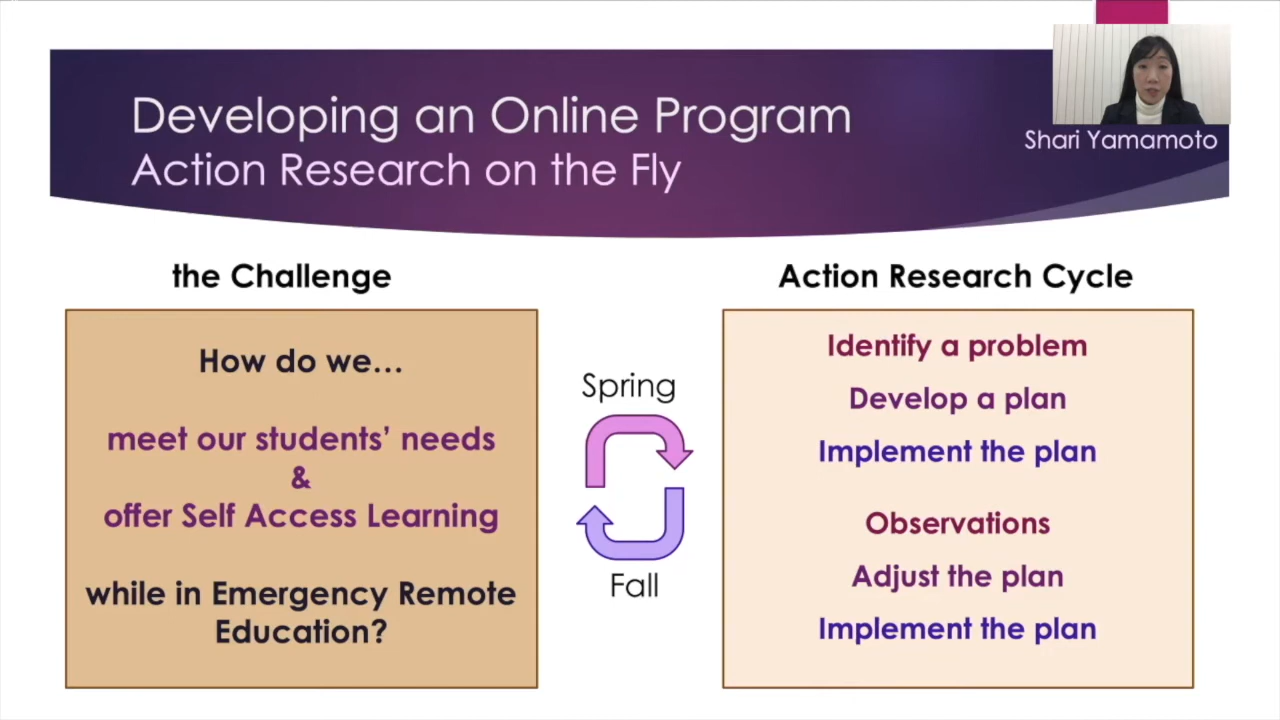 Developing an Online Program
Action Research on the Fly
Shari Yamamoto
the Challenge
How do we…
meet our students’ needs
&
offer Self Access Learning
while in Emergency Remote
Education?
Spring
Fall
Action Research Cycle
Identify a problem
Develop a plan
Implement the plan
Observations
Adjust the plan
Implement the plan